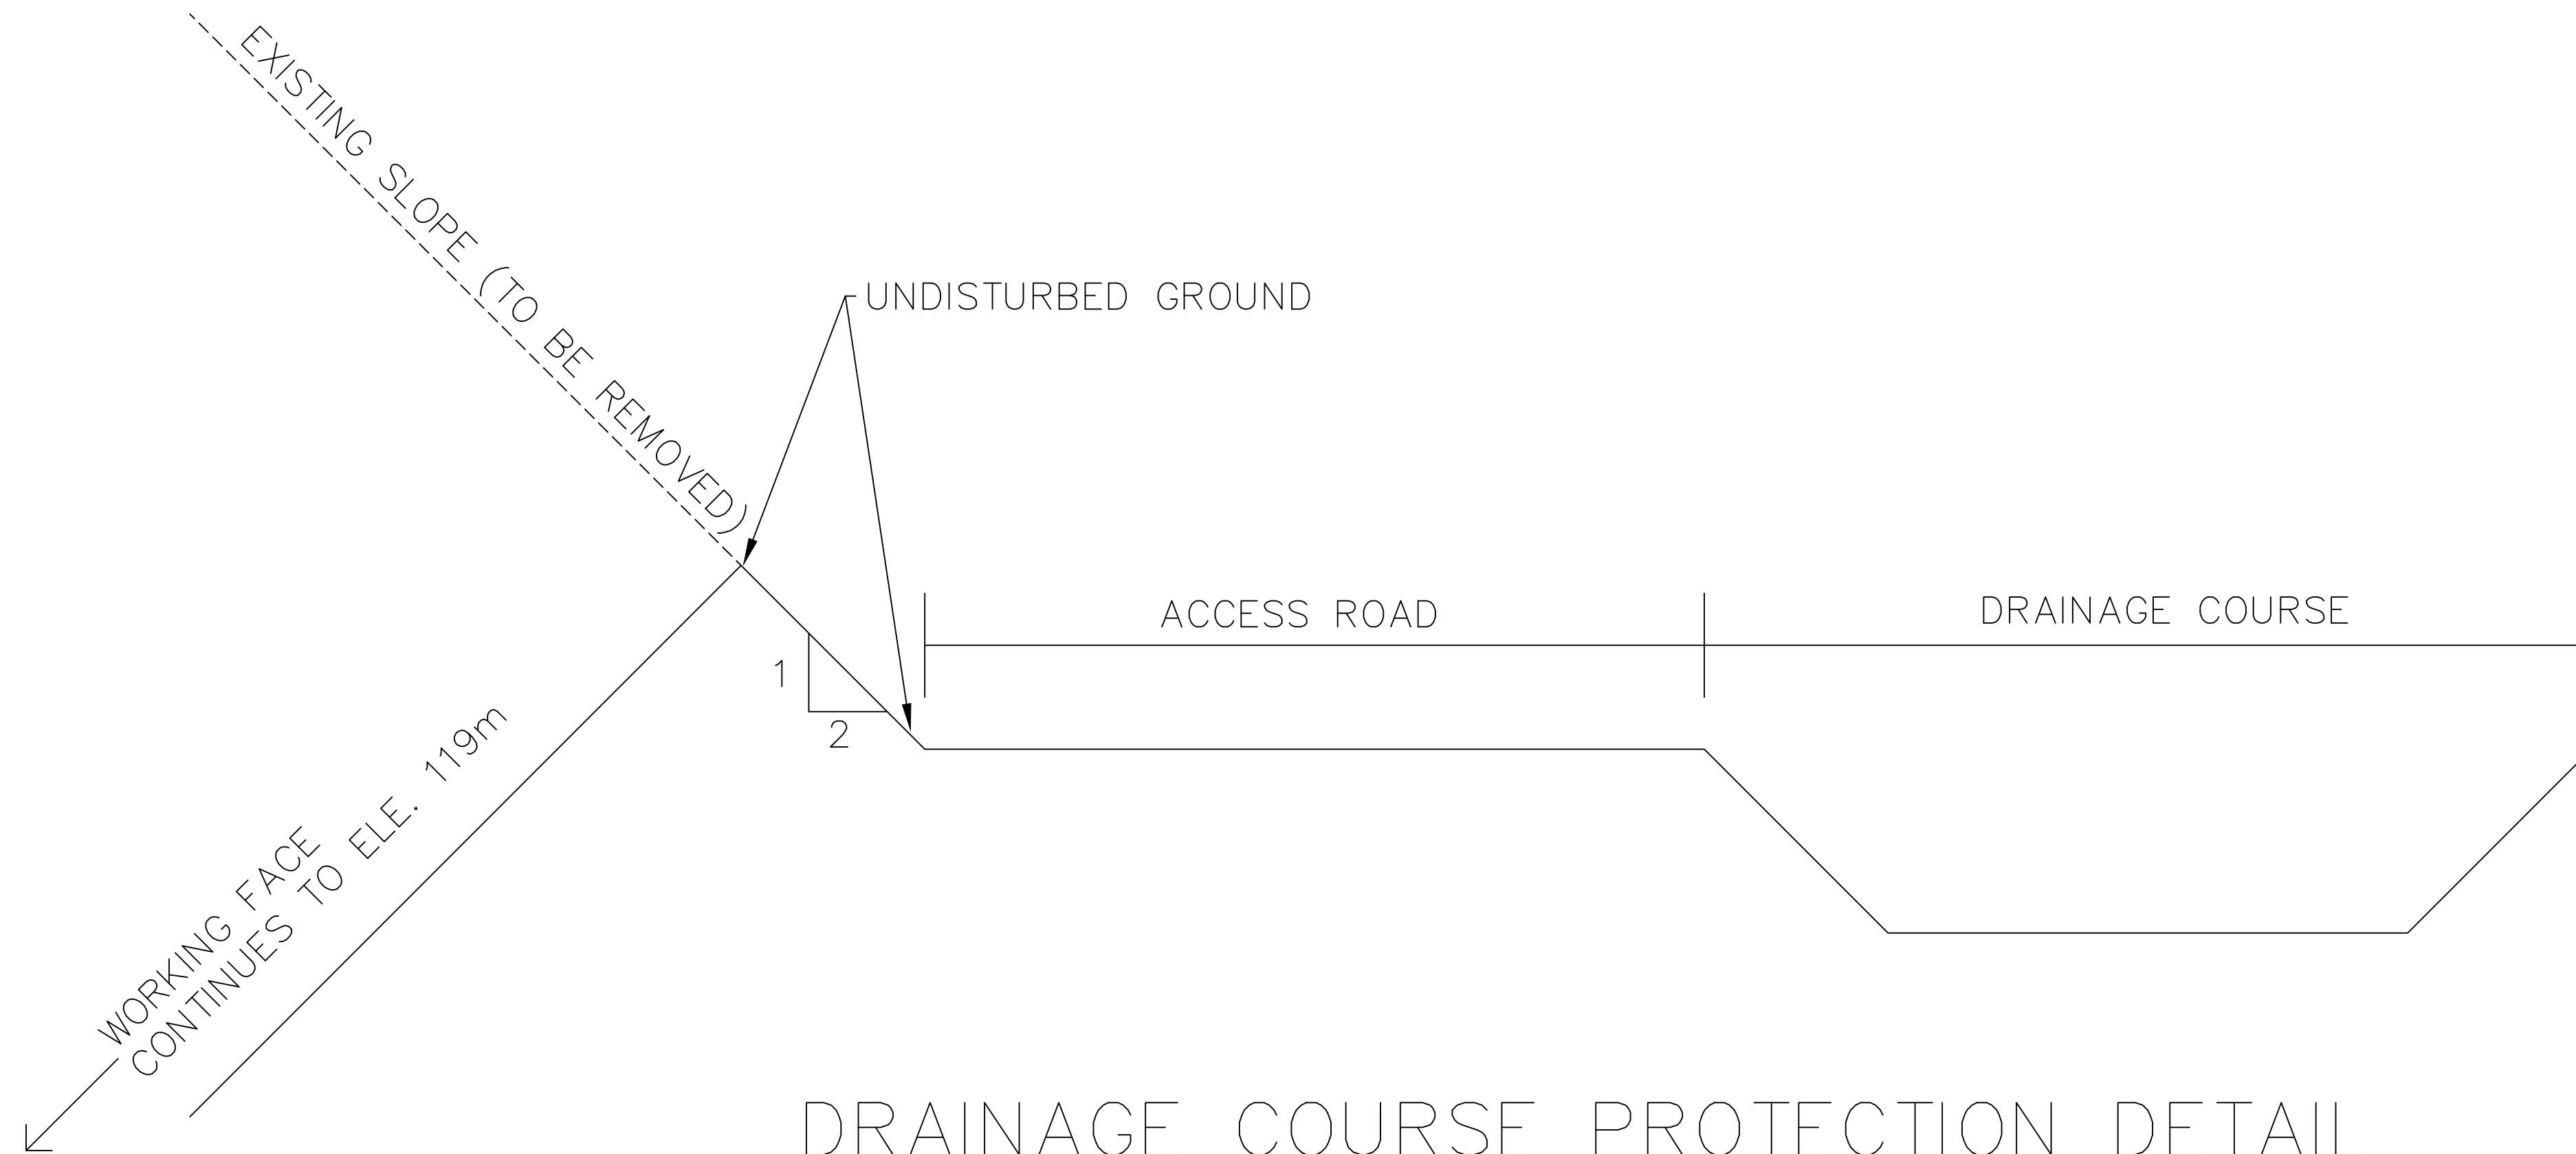 EXISTING SLOPE (TO BE REMOVED)
UNDISTURBED GROUND
ACCESS ROAD
DRAINAGE COURSE
1
2
WORKING FACE
CONTINUES TO ELE. 119m
DRAINAGE COURSE PROTECTION DETAIL